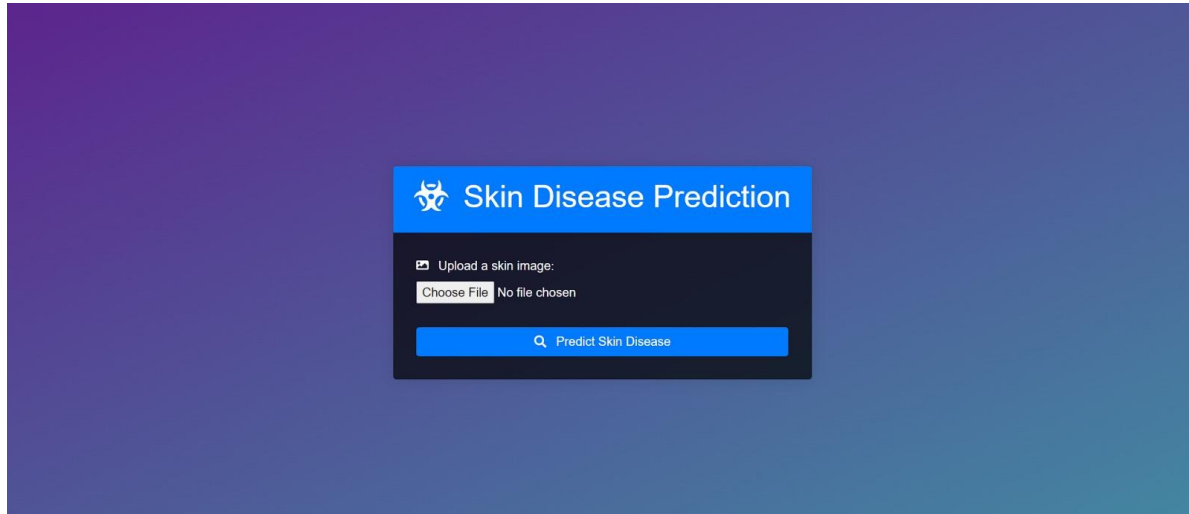 Skin Disease Prediction
Upload a skin image:
Choose File No file chosen
Predict Skin Disease